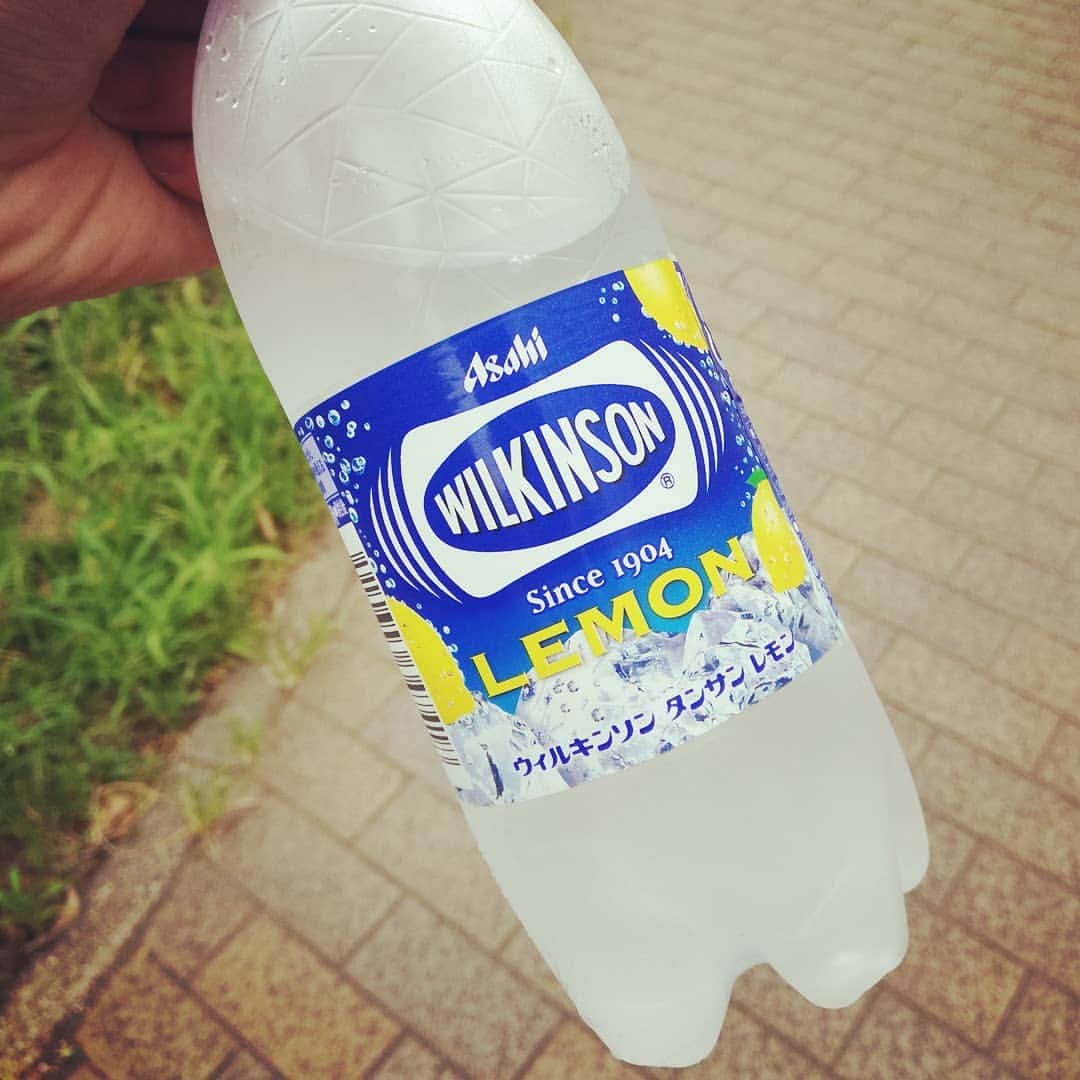 Asahi
WILKINSON
®
Since 1904
LEMON
ウィルキンソン タンサン レモン